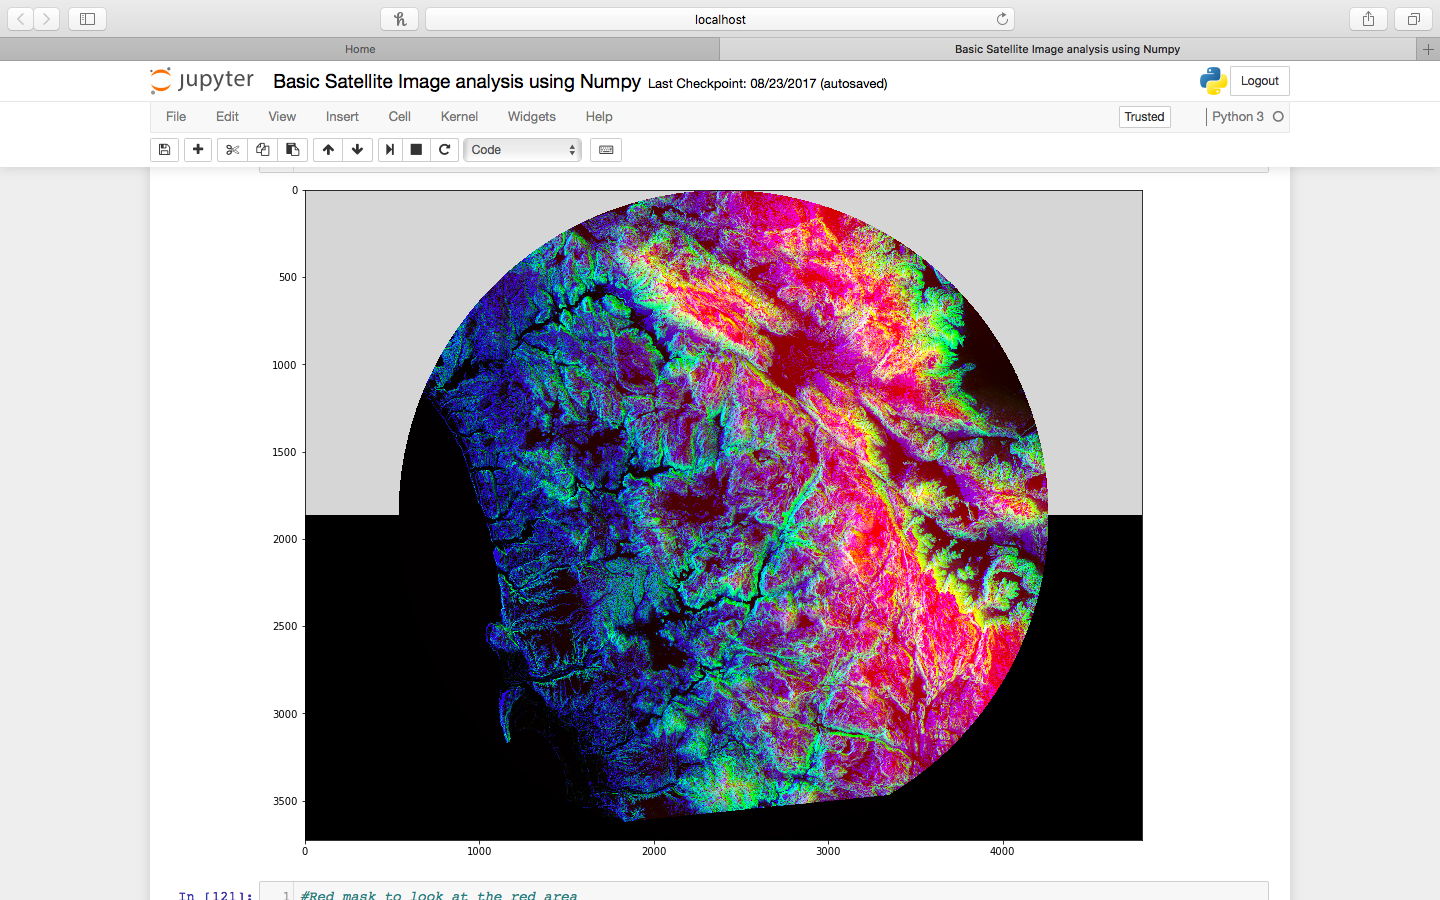 localhost
Home
Basic Satellite Image analysis using Numpy
jupyter Basic Satellite Image analysis using Numpy Last Checkpoint: 08/23/2017 (autosaved)
Logout
File Edit View Insert Cell Kernel Widgets Help
Trusted
Python 3
Code
0
500
1000
1500
2000
2500
3000
3500
0 1000 2000 3000 4000
In [121]: 1 #Red mask to look at the red area